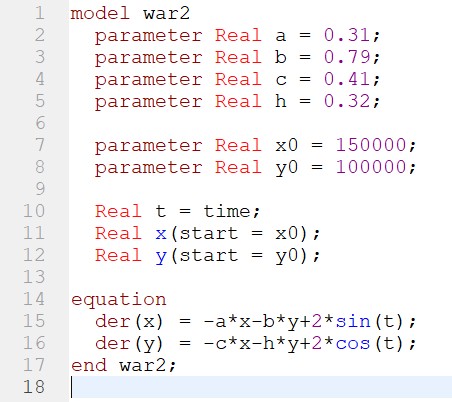 1 model war2
2   parameter Real a = 0.31;
3   parameter Real b = 0.79;
4   parameter Real c = 0.41;
5   parameter Real h = 0.32;
6
7   parameter Real x0 = 150000;
8   parameter Real y0 = 100000;
9
10   Real t = time;
11   Real x(start = x0);
12   Real y(start = y0);
13
14 equation
15   der(x) = -a*x-b*y+2*sin(t);
16   der(y) = -c*x-h*y+2*cos(t);
17 end war2;
18